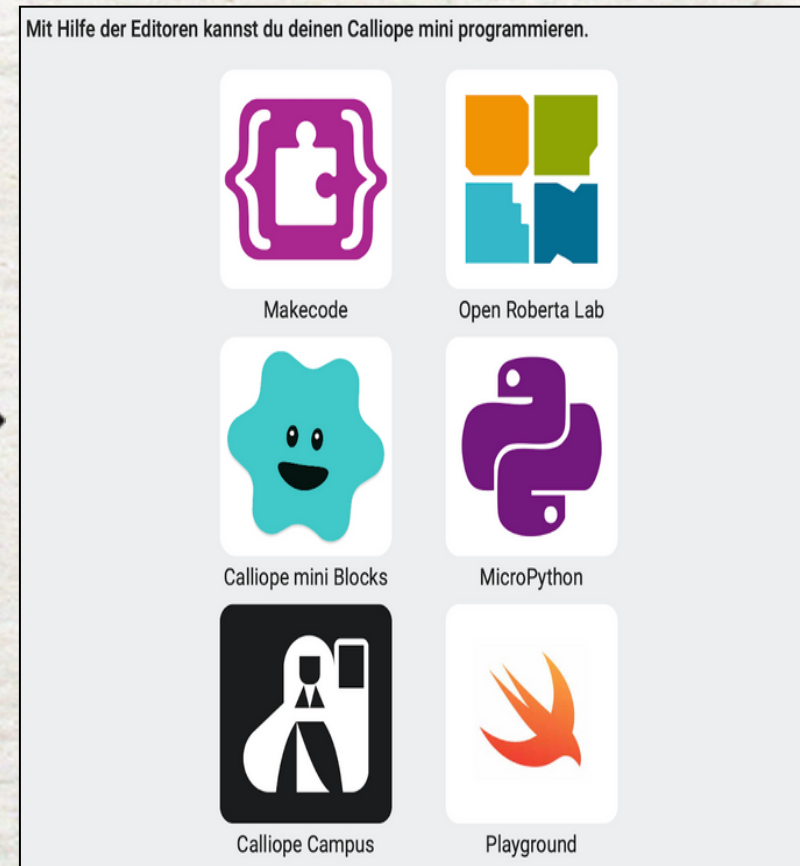 Mit Hilfe der Editoren kannst du deinen Calliope mini programmieren.
Makecode
Open Roberta Lab
Calliope mini Blocks
MicroPython
Calliope Campus
Playground